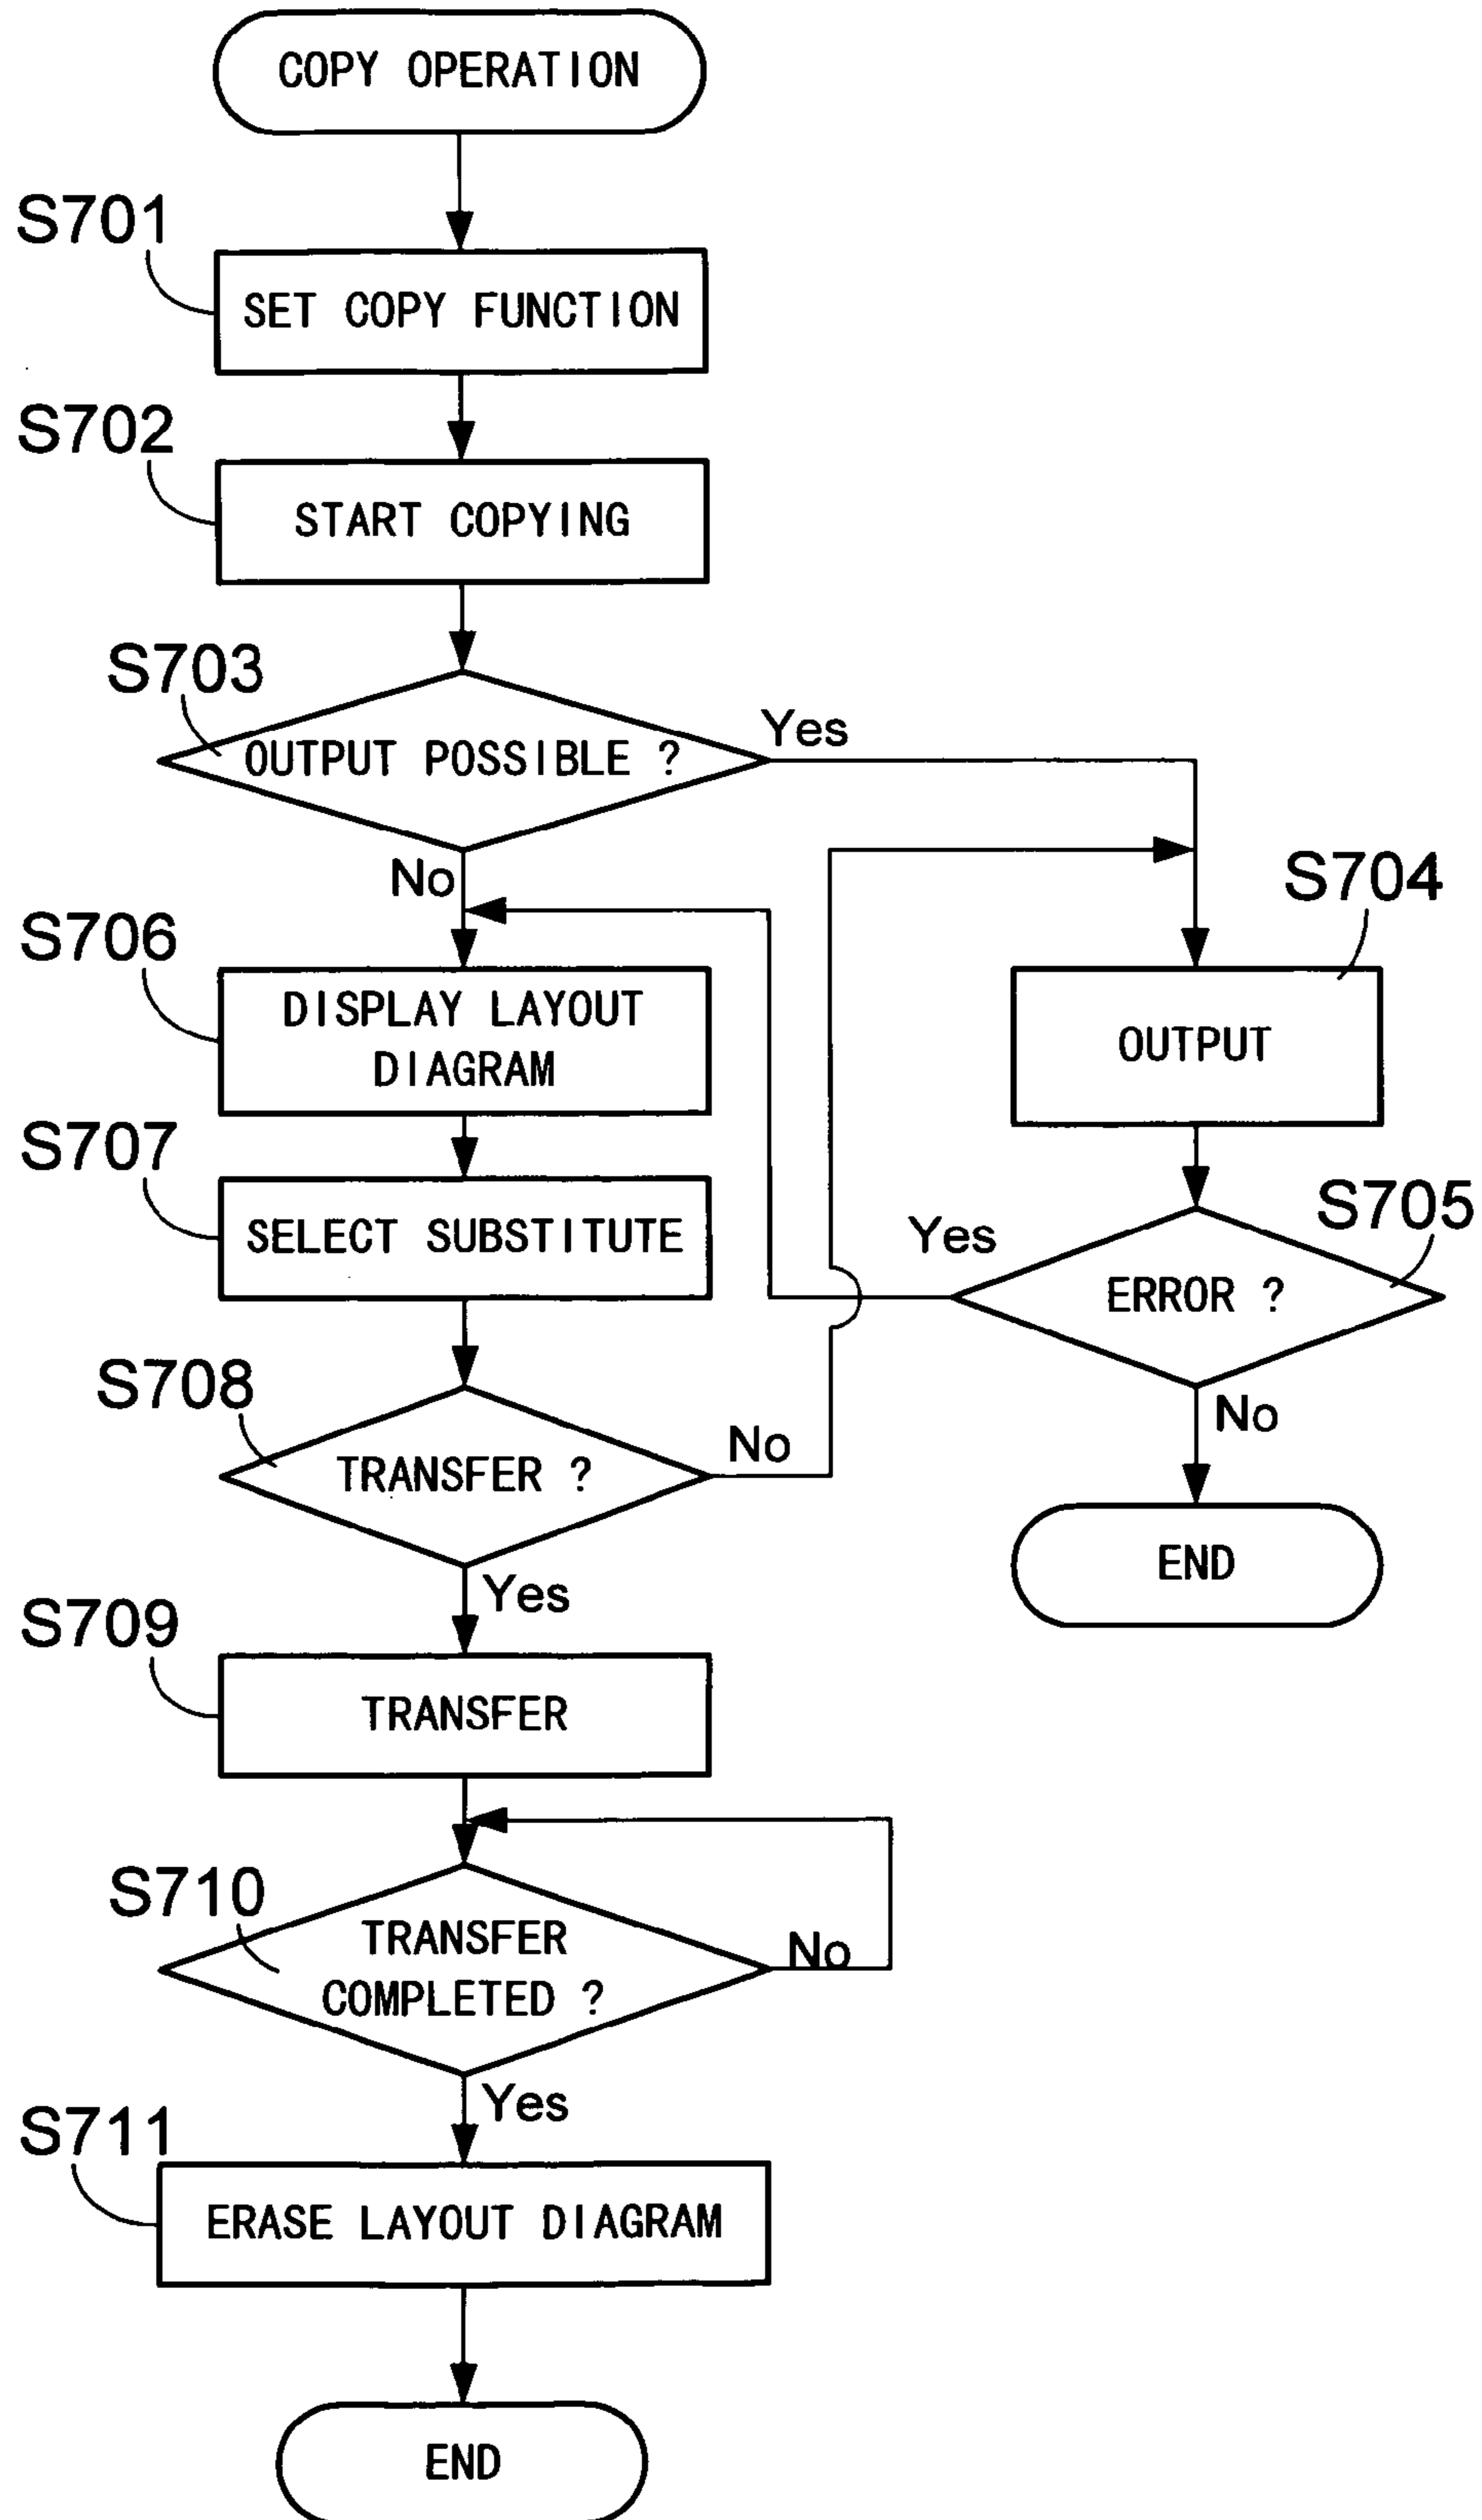 COPY OPERATION
S701
SET COPY FUNCTION
S702
START COPYING
S703
OUTPUT POSSIBLE ?
Yes
No
S704
OUTPUT
S705
ERROR ?
Yes
No
END
S706
DISPLAY LAYOUT
DIAGRAM
S707
SELECT SUBSTITUTE
S708
TRANSFER ?
No
Yes
S709
TRANSFER
S710
TRANSFER
COMPLETED ?
No
Yes
S711
ERASE LAYOUT DIAGRAM
END